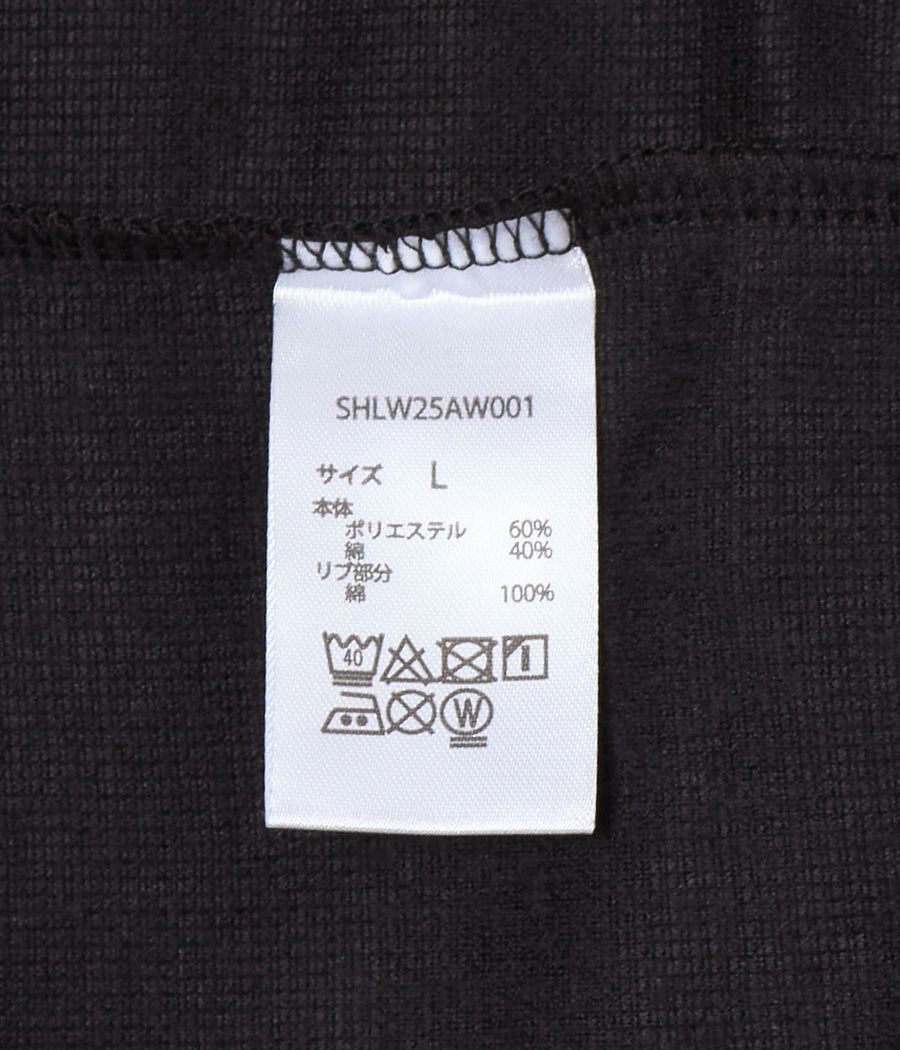 SHLW25AW001
サイズ L
本体
ポリエステル 60%
綿 40%
リブ部分
綿 100%
40
W